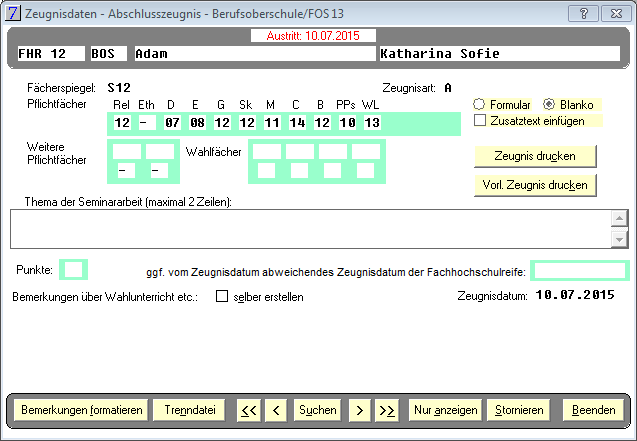 7 Zeugnisdaten - Abschlusszeugnis - Berufsoberschule/FOS 13 ? X
Austritt: 10.07.2015
FHR 12 BOS Adam Katharina Sofie
Fächerspiegel: S12 Zeugnisart: A
Pflichtfächer Rel Eth D E G Sk M C B PPs WL
12 - 07 08 12 12 11 14 12 10 13
Formular Blanko
Zusatztext einfügen
Weitere Pflichtfächer Wahlfächer
- -
Zeugnis drucken
Vorl. Zeugnis drucken
Thema der Seminararbeit (maximal 2 Zeilen):
Punkte: ggf. vom Zeugnisdatum abweichendes Zeugnisdatum der Fachhochschulreife:
Bemerkungen über Wahlunterricht etc.: selber erstellen Zeugnisdatum: 10.07.2015
Bemerkungen formatieren Trenndatei << < Suchen > >> Nur anzeigen Stornieren Beenden